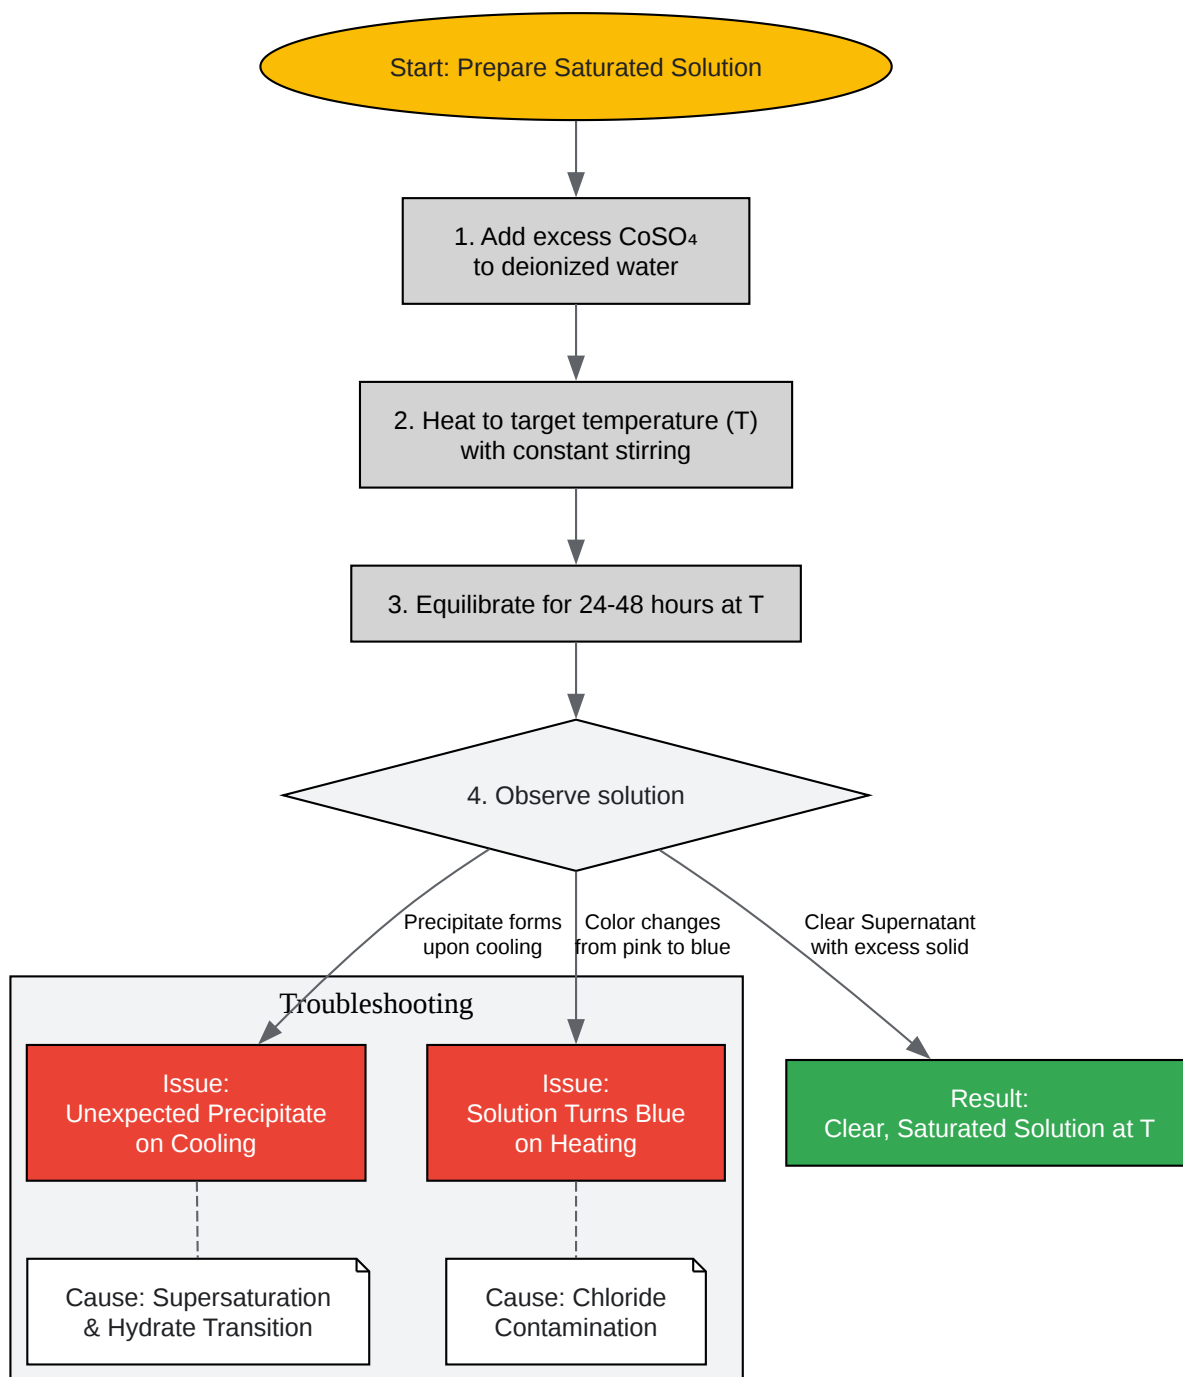 Start: Prepare Saturated Solution
1. Add excess CoSO₄
to deionized water
2. Heat to target temperature (T)
with constant stirring
3. Equilibrate for 24-48 hours at T
4. Observe solution
Precipitate forms
upon cooling
Color changes
from pink to blue
Clear Supernatant
with excess solid
Troubleshooting
Issue:
Unexpected Precipitate
on Cooling
Issue:
Solution Turns Blue
on Heating
Result:
Clear, Saturated Solution at T
Cause: Supersaturation
& Hydrate Transition
Cause: Chloride
Contamination